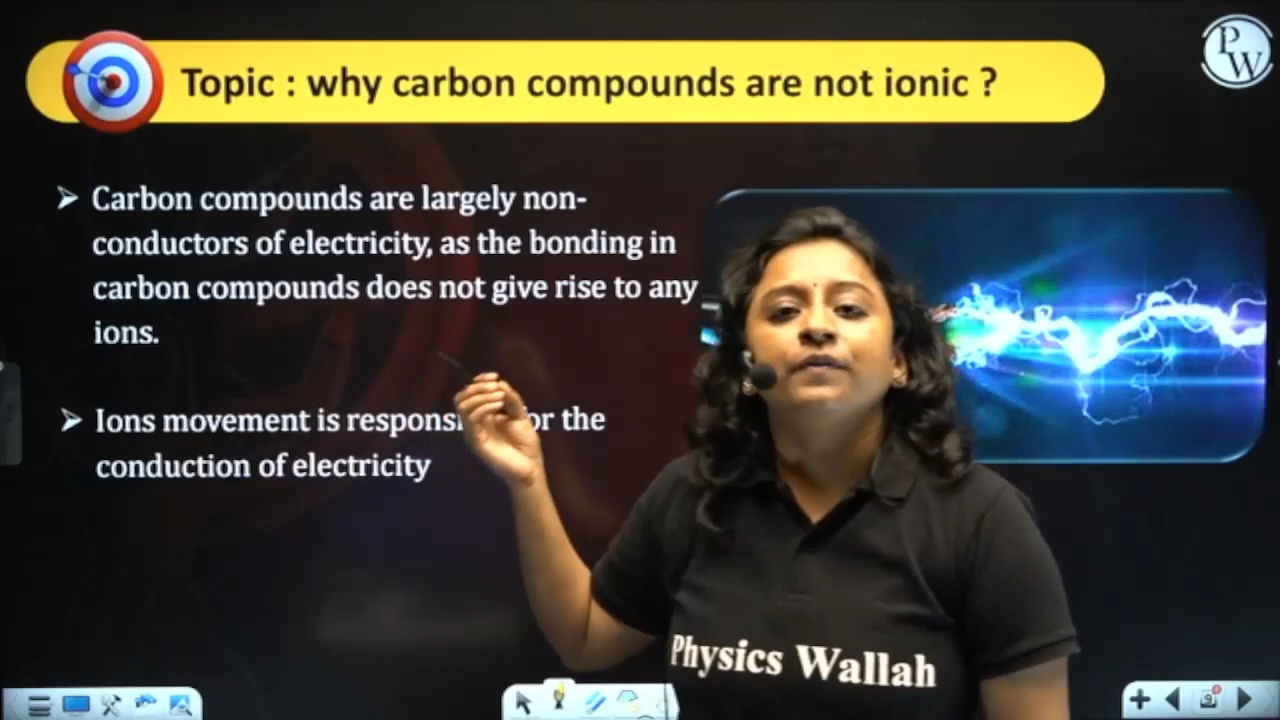 Topic : why carbon compounds are not ionic ?
PW
Carbon compounds are largely non-
conductors of electricity, as the bonding in
carbon compounds does not give rise to any
ions.
Ions movement is for the
conduction of electricity
Physics Wallah